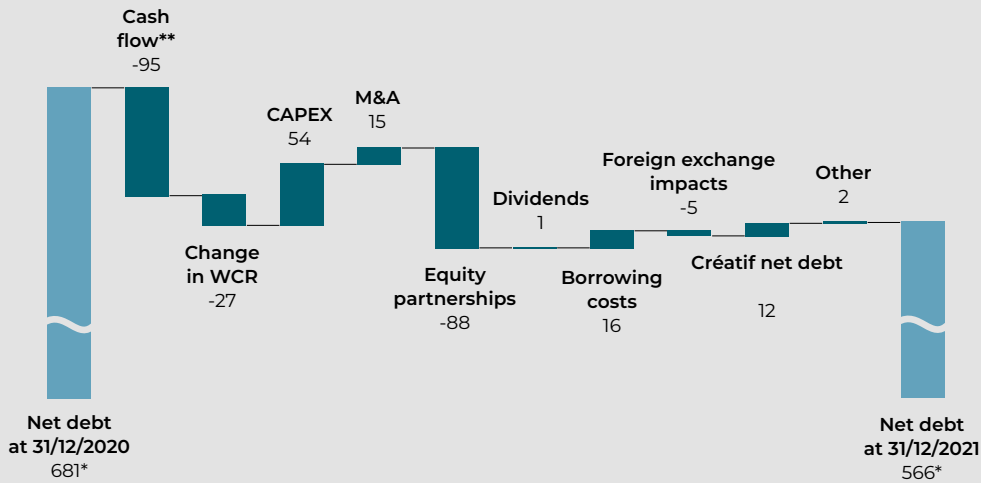 Cash
flow**
-95
CAPEX
54
M&A
15
Foreign exchange
impacts
-5
Other
2
Dividends
1
Change
in WCR
-27
Equity
partnerships
-88
Borrowing
costs
16
Créatif net debt
12
Net debt
at 31/12/2020
681*
Net debt
at 31/12/2021
566*